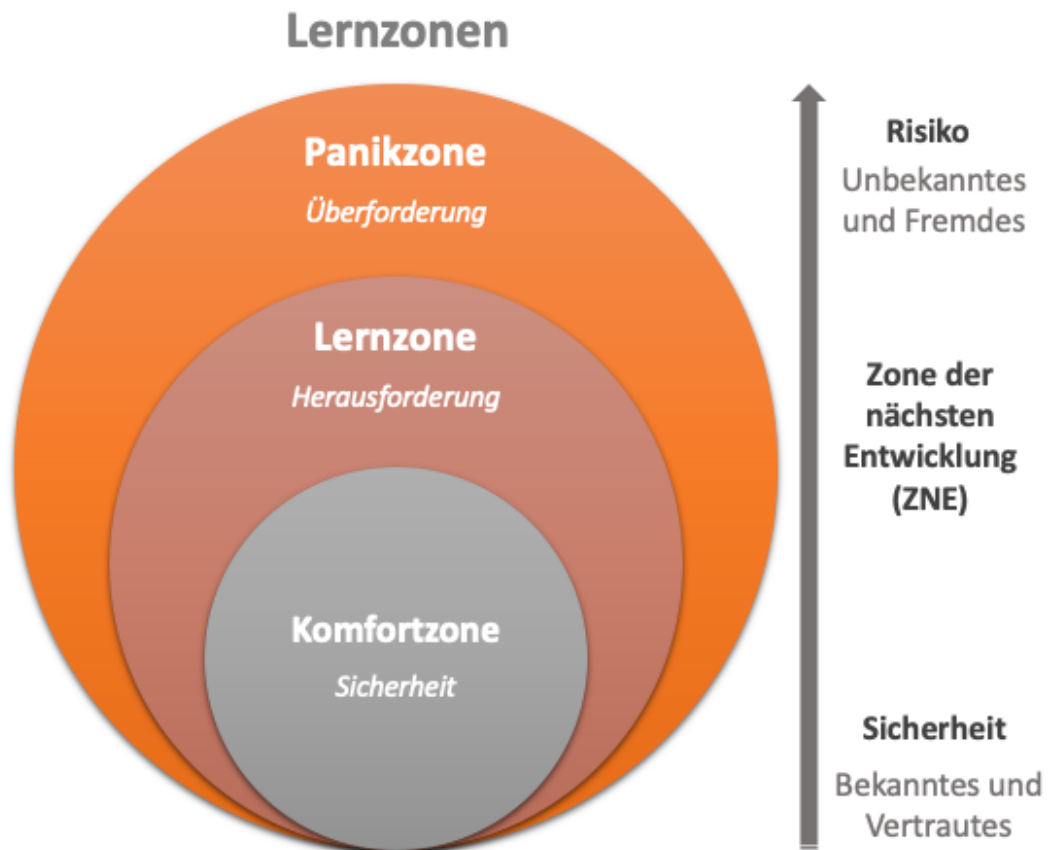 Lernzonen
Panikzone
Überforderung
Lernzone
Herausforderung
Komfortzone
Sicherheit
Risiko
Unbekanntes
und Fremdes
Zone der
nächsten
Entwicklung
(ZNE)
Sicherheit
Bekanntes und
Vertrautes